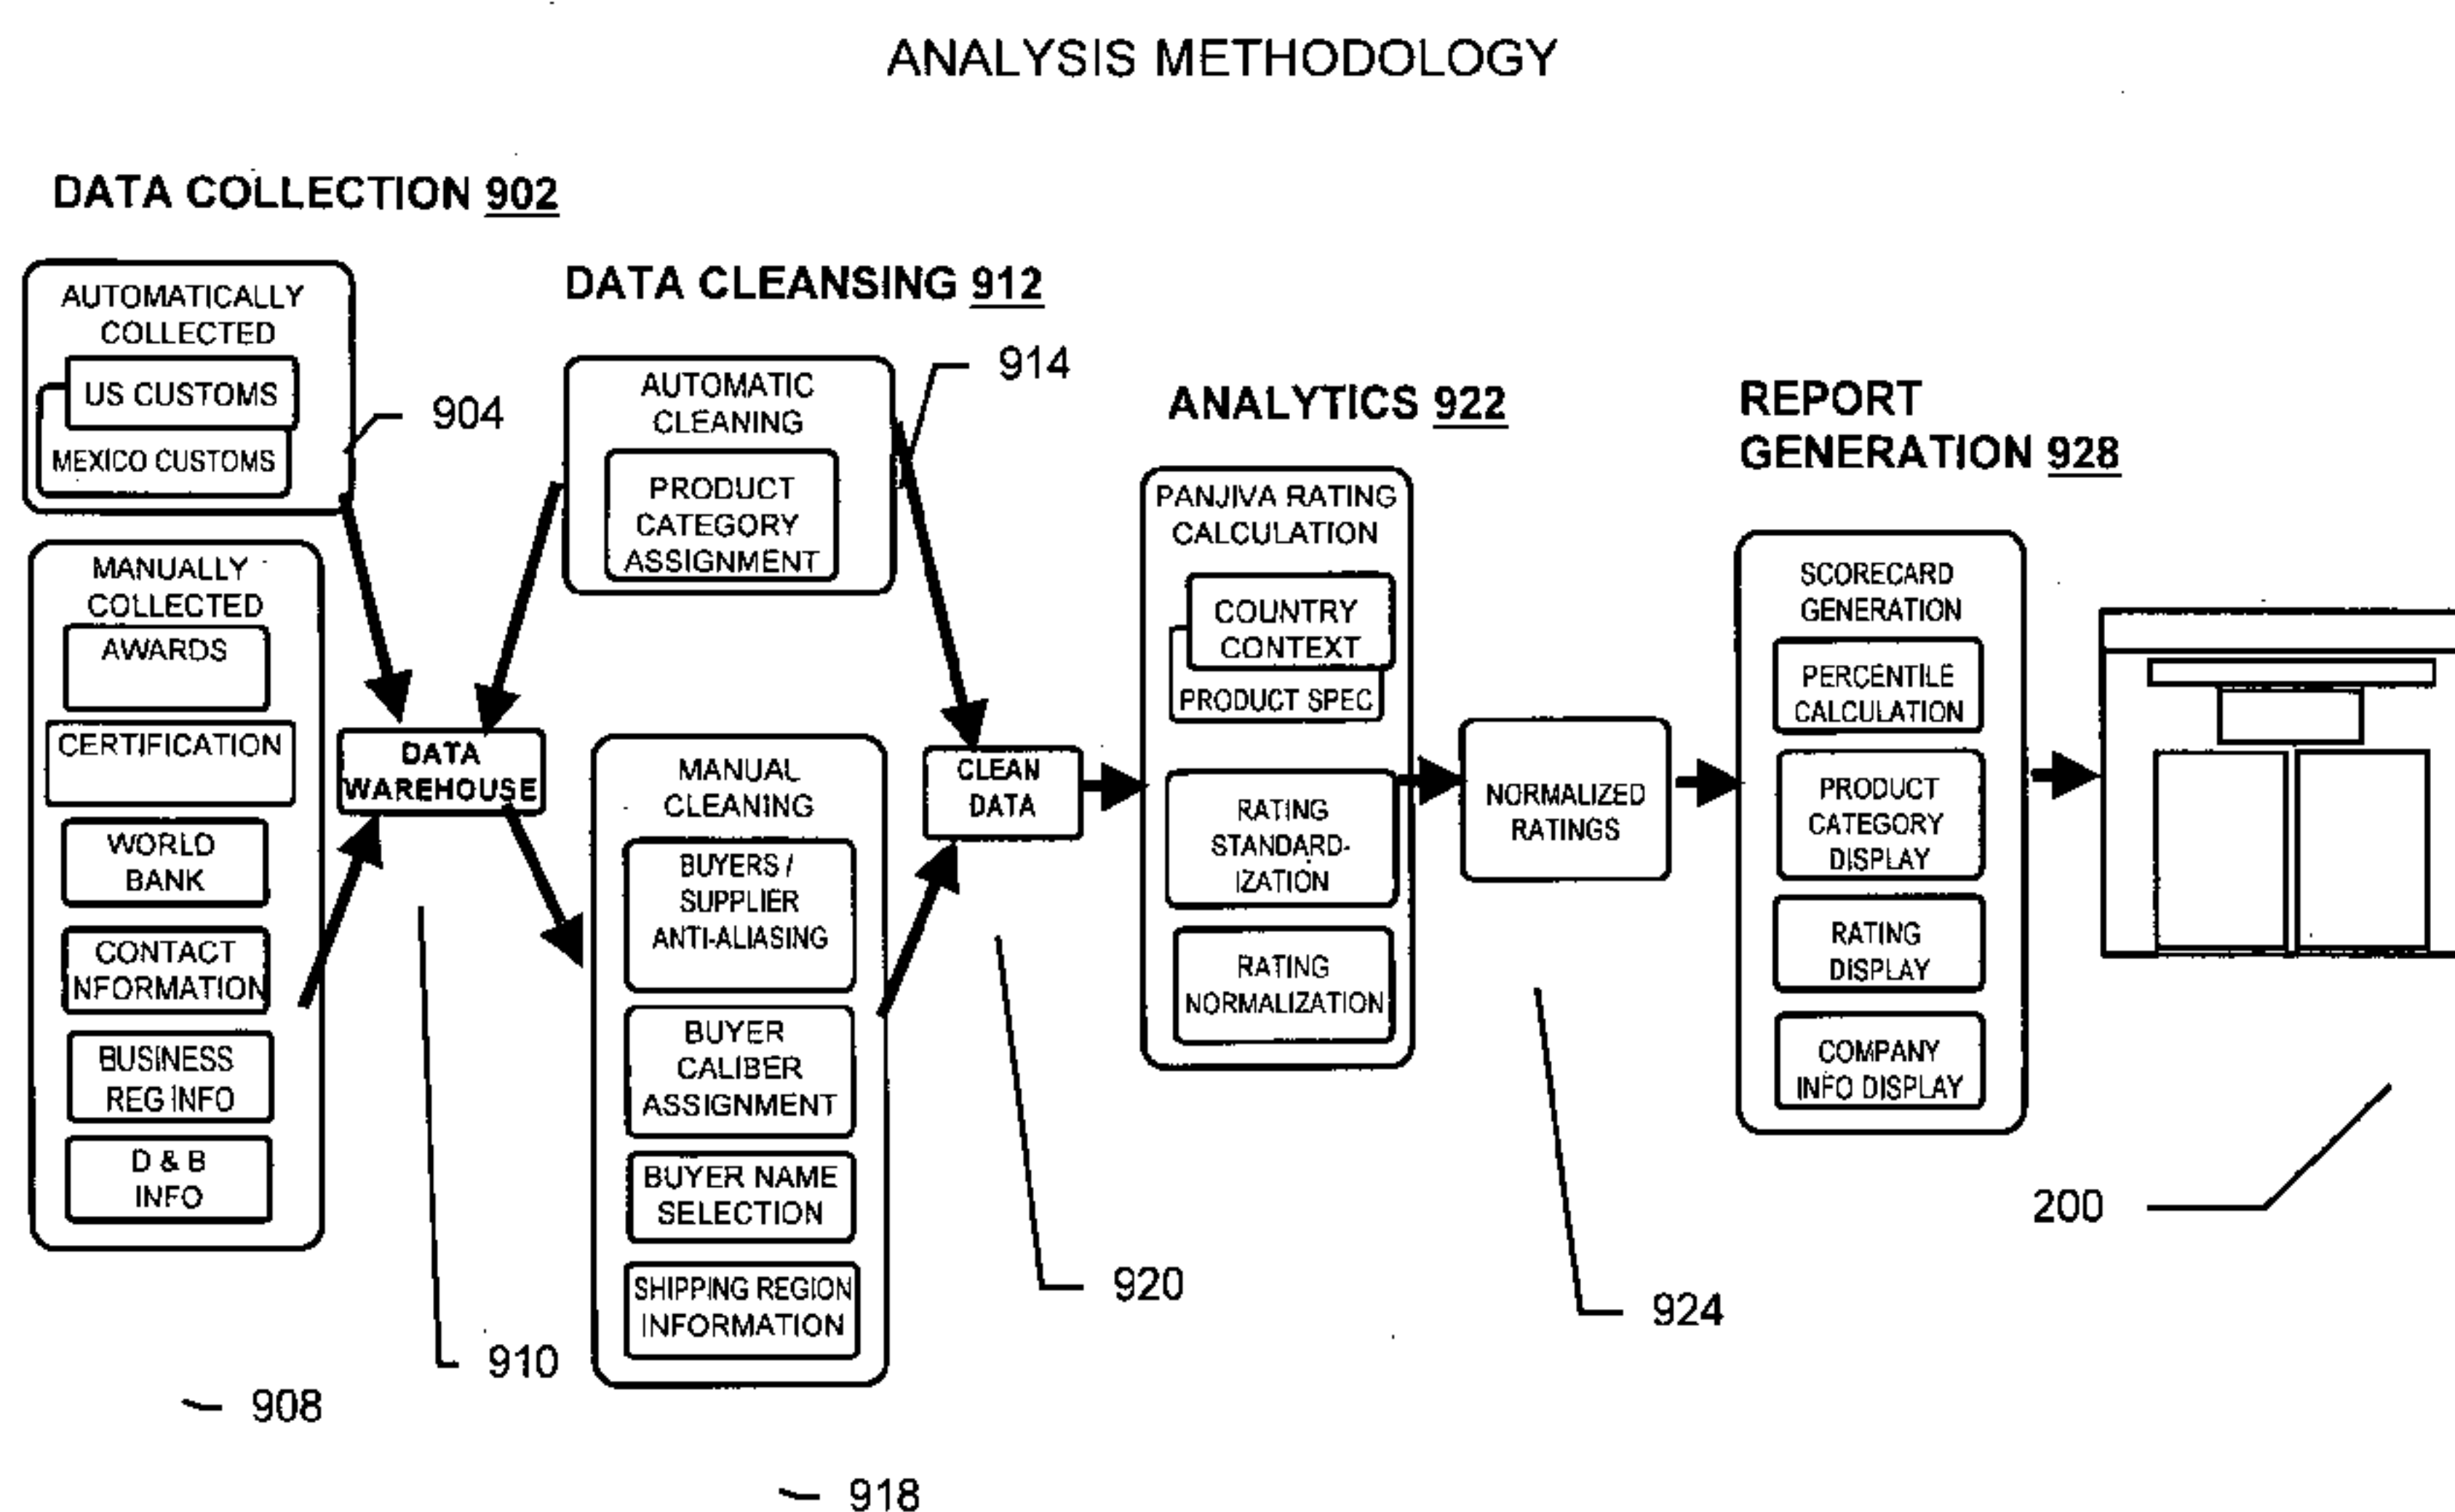 ANALYSIS METHODOLOGY
DATA COLLECTION 902
AUTOMATICALLY
COLLECTED
US CUSTOMS
MEXICO CUSTOMS
904
MANUALLY
COLLECTED
AWARDS
CERTIFICATION
WORLD
BANK
CONTACT
NFORMATION
BUSINESS
REG INFO
D & B
INFO
908
DATA
WAREHOUSE
910
DATA CLEANSING 912
AUTOMATIC
CLEANING
PRODUCT
CATEGORY
ASSIGNMENT
914
MANUAL
CLEANING
BUYERS /
SUPPLIER
ANTI-ALIASING
BUYER
CALIBER
ASSIGNMENT
BUYER NAME
SELECTION
SHIPPING REGION
INFORMATION
918
CLEAN
DATA
920
ANALYTICS 922
PANJIVA RATING
CALCULATION
COUNTRY
CONTEXT
PRODUCT SPEC
RATING
STANDARD-
IZATION
RATING
NORMALIZATION
NORMALIZED
RATINGS
924
REPORT
GENERATION 928
SCORECARD
GENERATION
PERCENTILE
CALCULATION
PRODUCT
CATEGORY
DISPLAY
RATING
DISPLAY
COMPANY
INFO DISPLAY
200